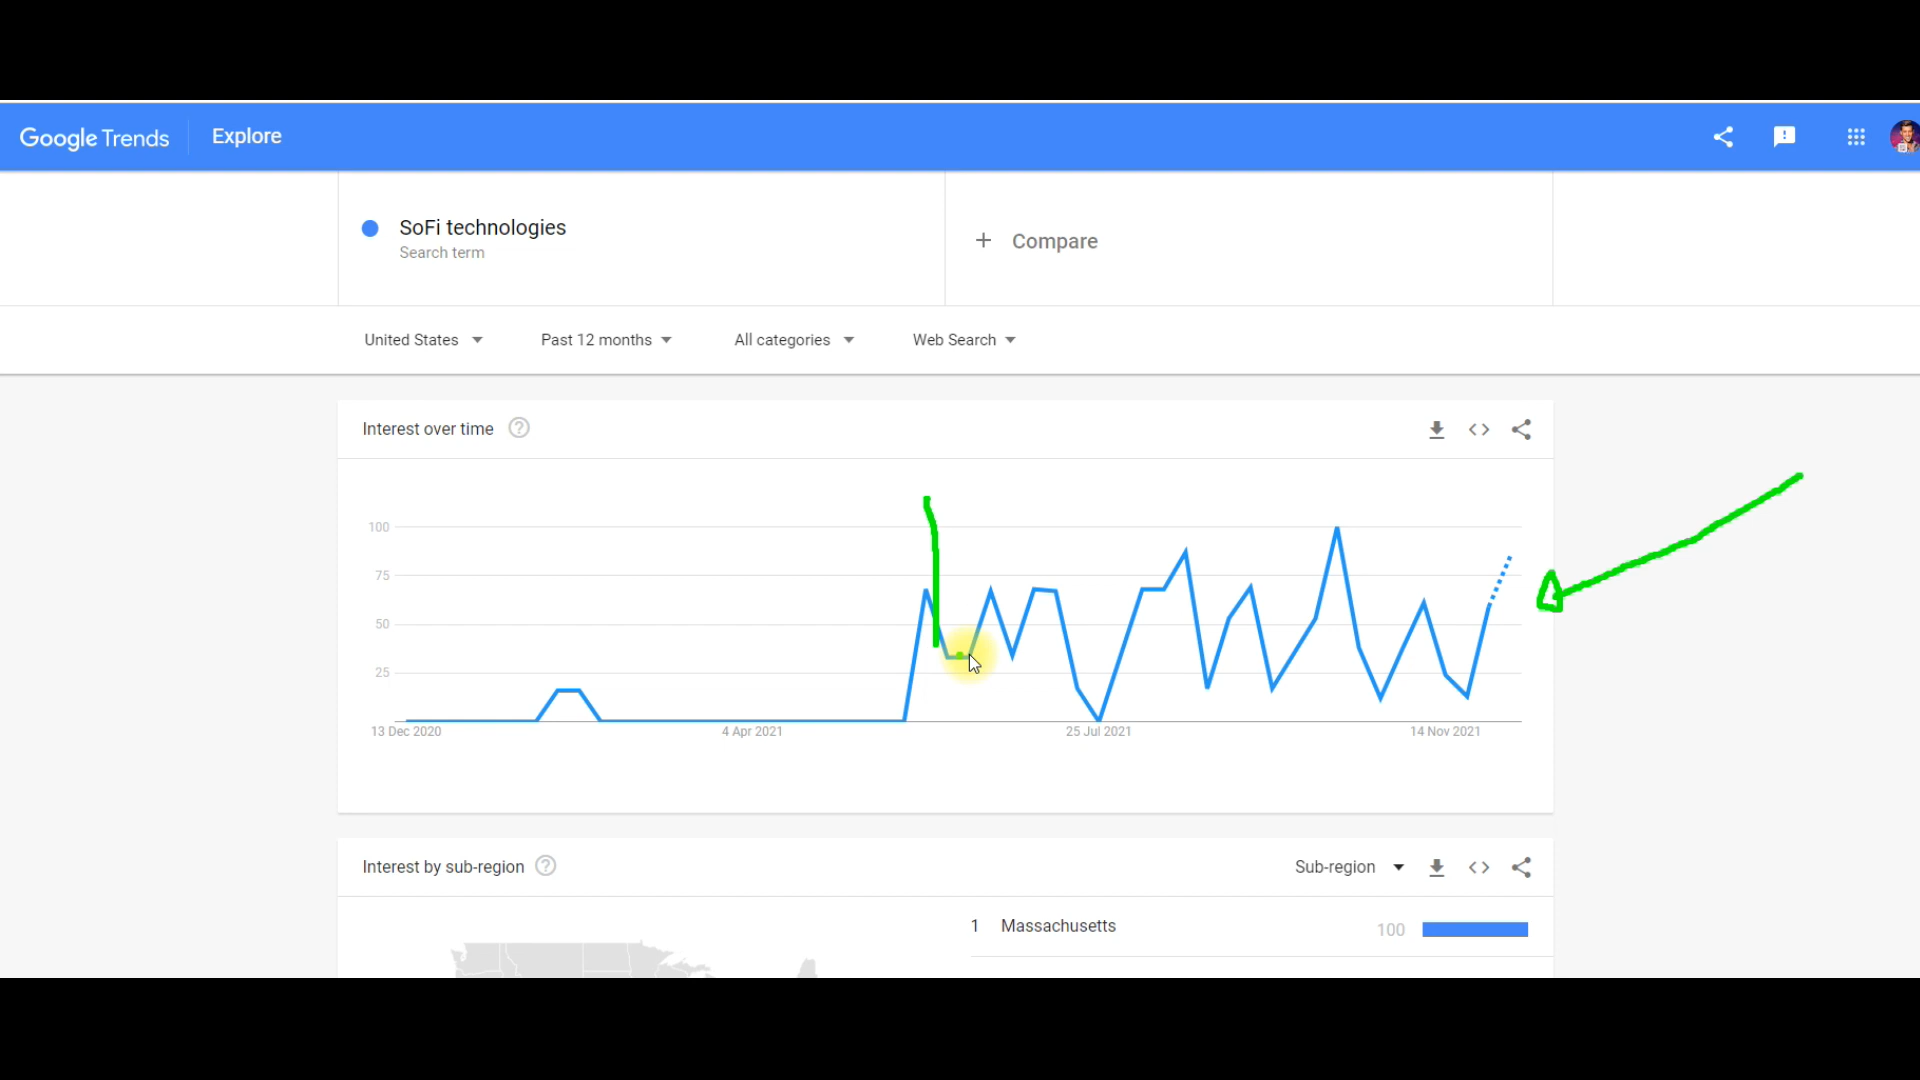 Google Trends Explore
SoFi technologies
Search term
+ Compare
United States Past 12 months All categories Web Search
Interest over time ?
100
75
50
25
13 Dec 2020 4 Apr 2021 25 Jul 2021 14 Nov 2021
Interest by sub-region ? Sub-region
1 Massachusetts 100